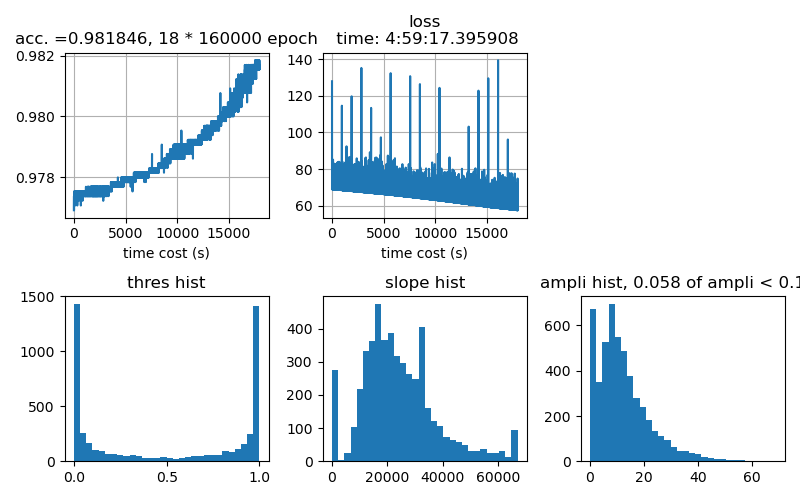 acc. =0.981846, 18 * 160000 epoch
loss
time: 4:59:17.395908
0.982
0.980
0.978
0 5000 10000 15000
time cost (s)
140
120
100
80
60
0 5000 10000 15000
time cost (s)
thres hist
1500
1000
500
0
0.0 0.5 1.0
slope hist
400
300
200
100
0
0 20000 40000 60000
ampli hist, 0.058 of ampli < 0.1
600
400
200
0
0 20 40 60